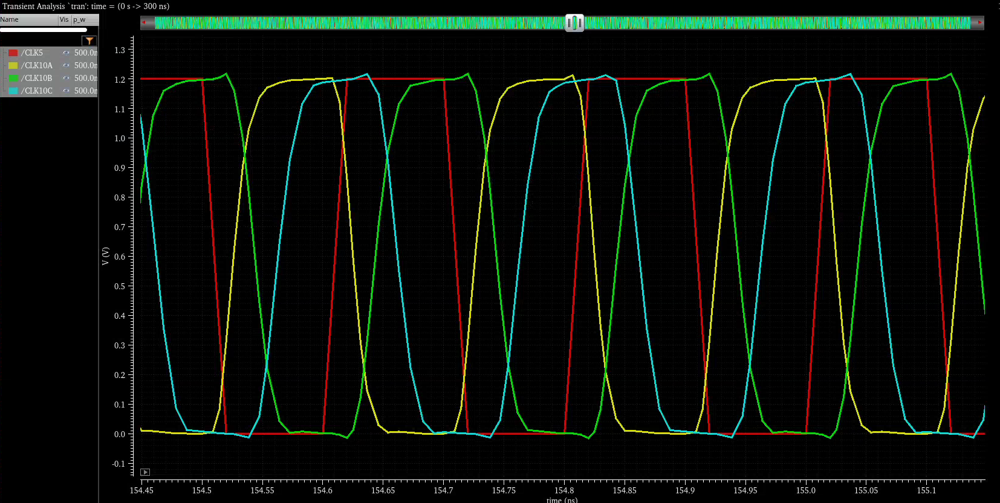 Transient Analysis `tran': time = (0 s -> 300 ns)
Name Vis p_w
/CLK5 500.0n
/CLK10A 500.0n
/CLK10B 500.0n
/CLK10C 500.0n
1.3
1.2
1.1
1.0
0.9
0.8
0.7
0.6
0.5
0.4
0.3
0.2
0.1
0.0
-0.1
V (V)
154.45 154.5 154.55 154.6 154.65 154.7 154.75 154.8 154.85 154.9 154.95 155.0 155.05 155.1
time (ns)